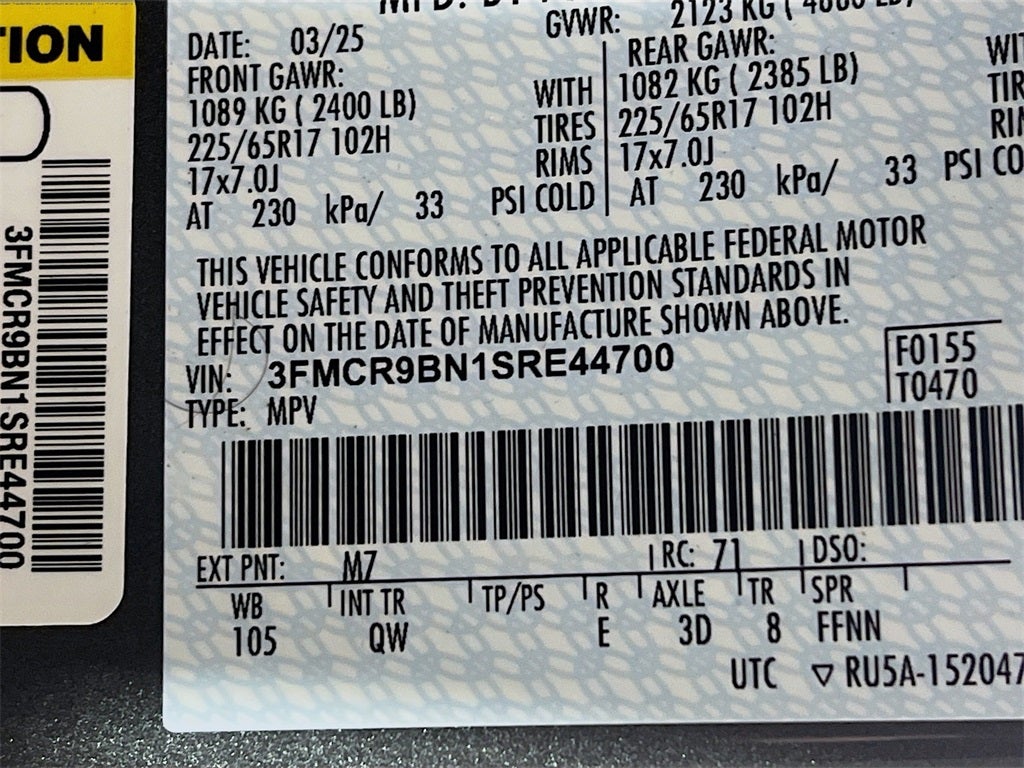 TION
3FMCR9BN1SRE44700
GVWR: 2123 KG
DATE: 03/25
FRONT GAWR:
1089 KG ( 2400 LB) WITH
225/65R17 102H TIRES
17x7.0J RIMS
AT 230 kPa/ 33 PSI COLD
REAR GAWR:
1082 KG ( 2385 LB)
225/65R17 102H
17x7.0J
AT 230 kPa/ 33 PSI CO
THIS VEHICLE CONFORMS TO ALL APPLICABLE FEDERAL MOTOR
VEHICLE SAFETY AND THEFT PREVENTION STANDARDS IN
EFFECT ON THE DATE OF MANUFACTURE SHOWN ABOVE.
VIN: 3FMCR9BN1SRE44700
TYPE: MPV
F0155
T0470
EXT PNT: M7 RC: 71 DSO:
WB INT TR TP/PS R AXLE TR SPR
105 QW E 3D 8 FFNN
UTC ▽ RU5A-152047